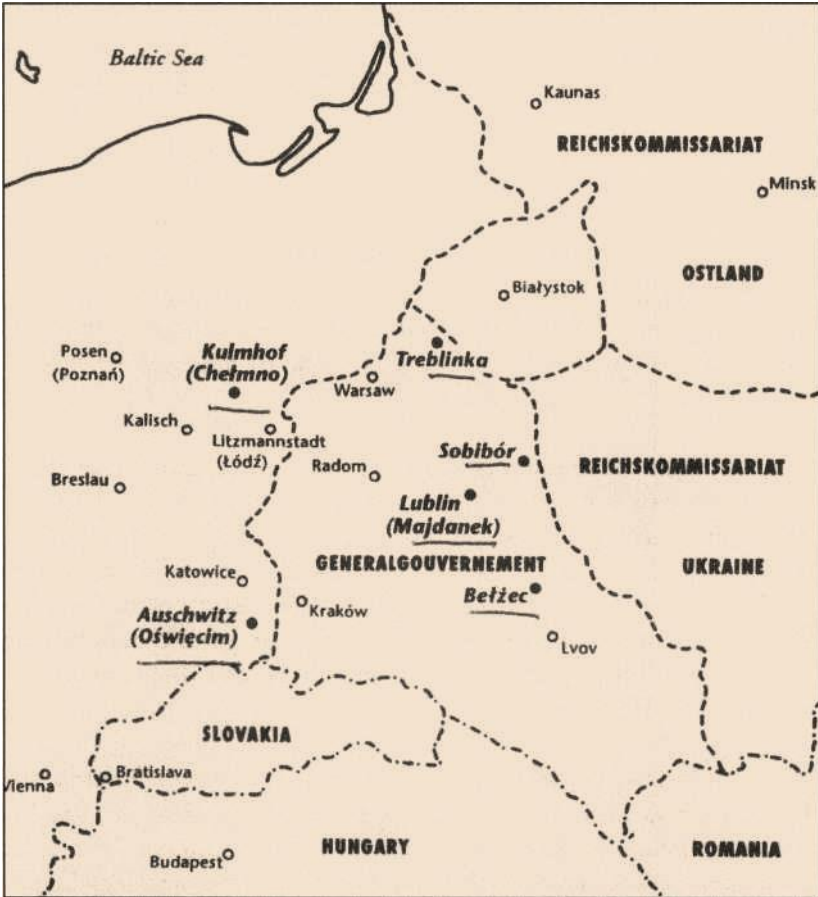 Baltic Sea
Kaunas
REICHSKOMMISSARIAT
Minsk
OSTLAND
Białystok
Posen
(Poznań)
Kulmhof
(Chełmno)
Treblinka
Warsaw
Kalisch
Litzmannstadt
(Łódź)
Sobibór
Radom
REICHSKOMMISSARIAT
Breslau
Lublin
(Majdanek)
GENERALGOUVERNEMENT
UKRAINE
Katowice
Bełżec
Kraków
Auschwitz
(Oświęcim)
Lvov
SLOVAKIA
Bratislava
Vienna
HUNGARY
ROMANIA
Budapest